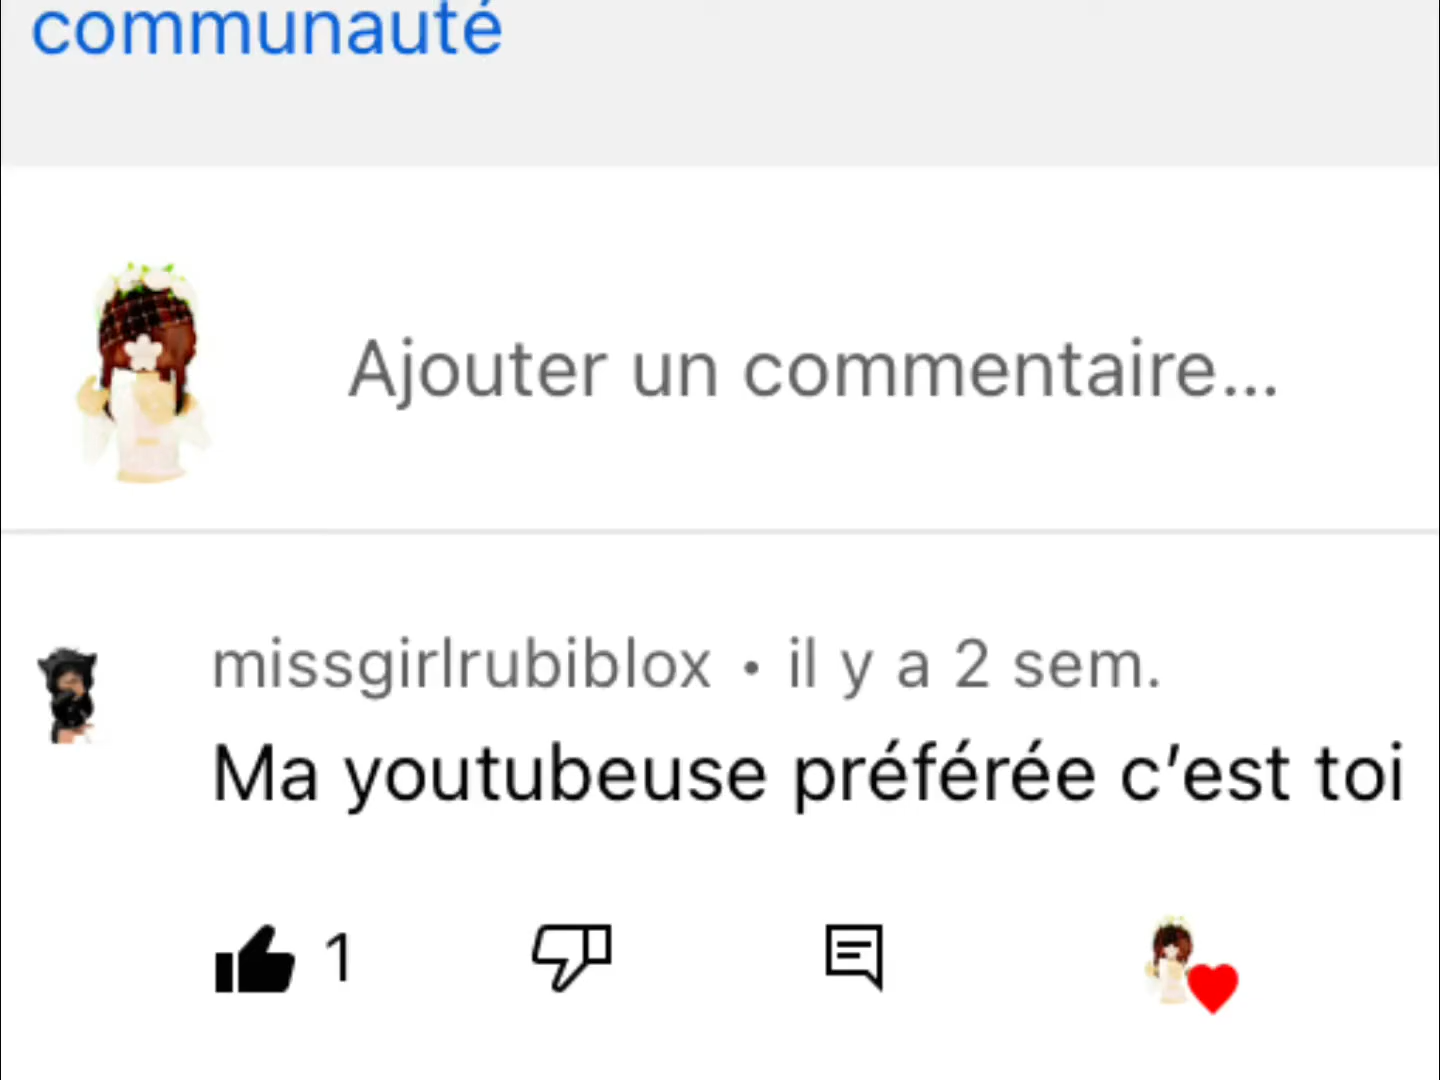 communauté
Ajouter un commentaire...
missgirlrubiblox • il y a 2 sem.
Ma youtubeuse préférée c’est toi
1